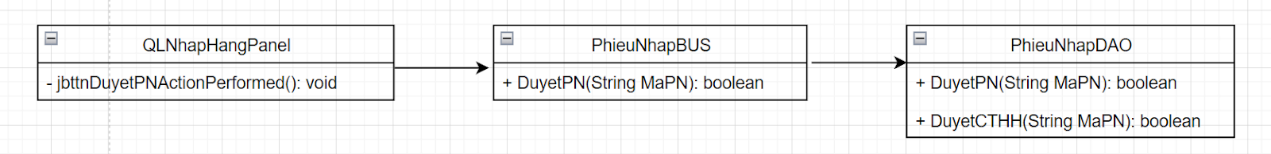 QLNhapHangPanel
- jbttnDuyetPNActionPerformed(): void
PhieuNhapBUS
+ DuyetPN(String MaPN): boolean
PhieuNhapDAO
+ DuyetPN(String MaPN): boolean
+ DuyetCTHH(String MaPN): boolean